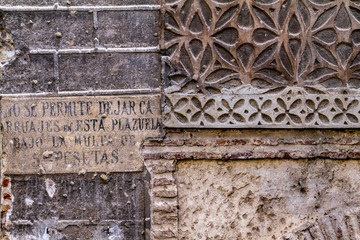 NO SE PERMITE DEJAR CA
RRUAJES EN ESTA PLAZUELA
BAJO LA MULTA DE
PESETAS.